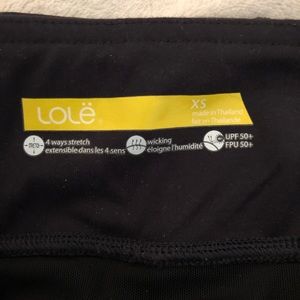 LOLË
XS
made in Thailand
fait en Thaïlande
4 ways stretch
extensible dans les 4 sens
wicking
éloigne l'humidité
UPF 50+
FPU 50+